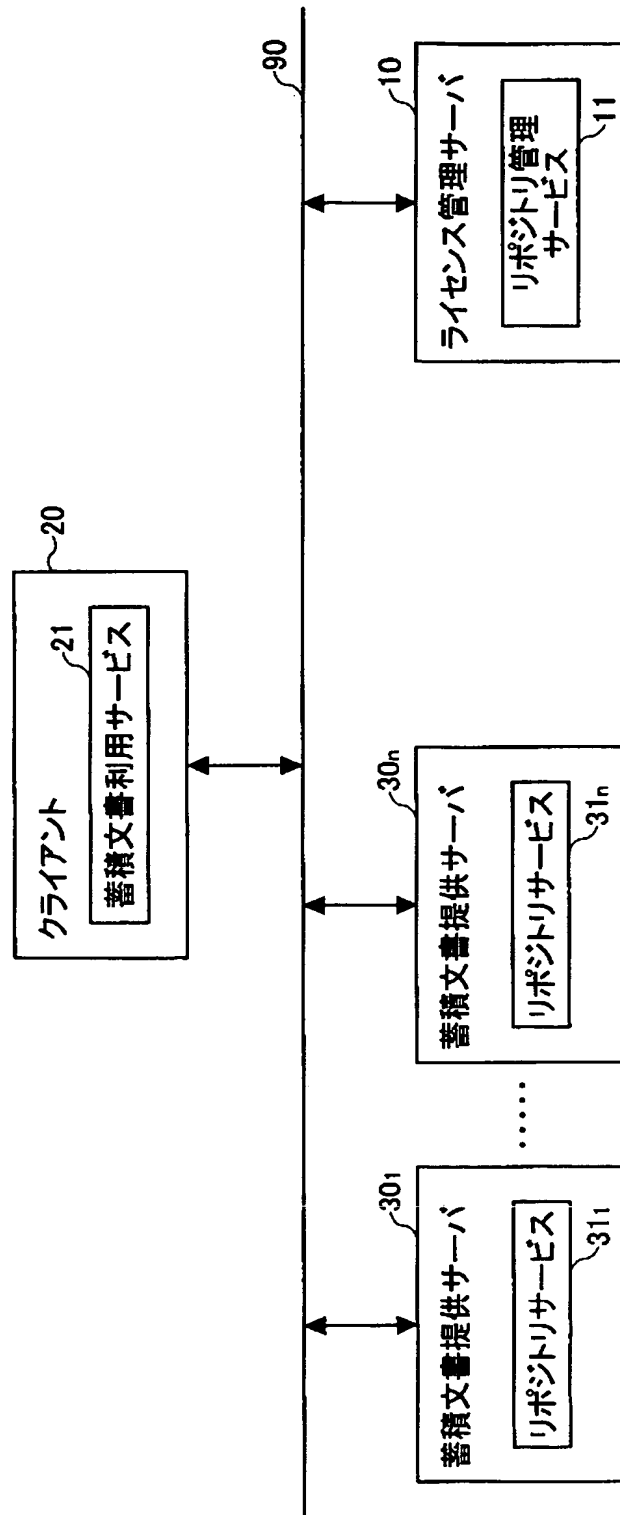 クライアント
20
蓄積文書利用サービス
21
90
蓄積文書提供サーバ
30₁
リポジトリサービス
31₁
・・・・・
蓄積文書提供サーバ
30ₙ
リポジトリサービス
31ₙ
ライセンス管理サーバ
10
リポジトリ管理
サービス
11